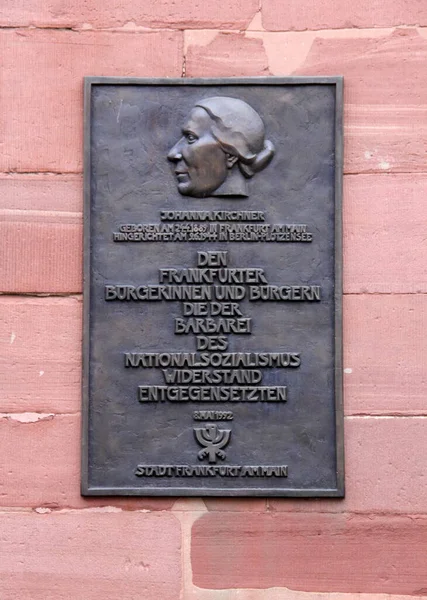 JOHANNA KIRCHNER
GEBOREN AM 24.4.1889 IN FRANKFURT AM MAIN
HINGERICHTET AM 9.6.1944 IN BERLIN-PLÖTZENSEE
DEN
FRANKFURTER
BÜRGERINNEN UND BÜRGERN
DIE DER
BARBAREI
DES
NATIONALSOZIALISMUS
WIDERSTAND
ENTGEGENSETZTEN
8. MAI 1992
STADT FRANKFURT AM MAIN